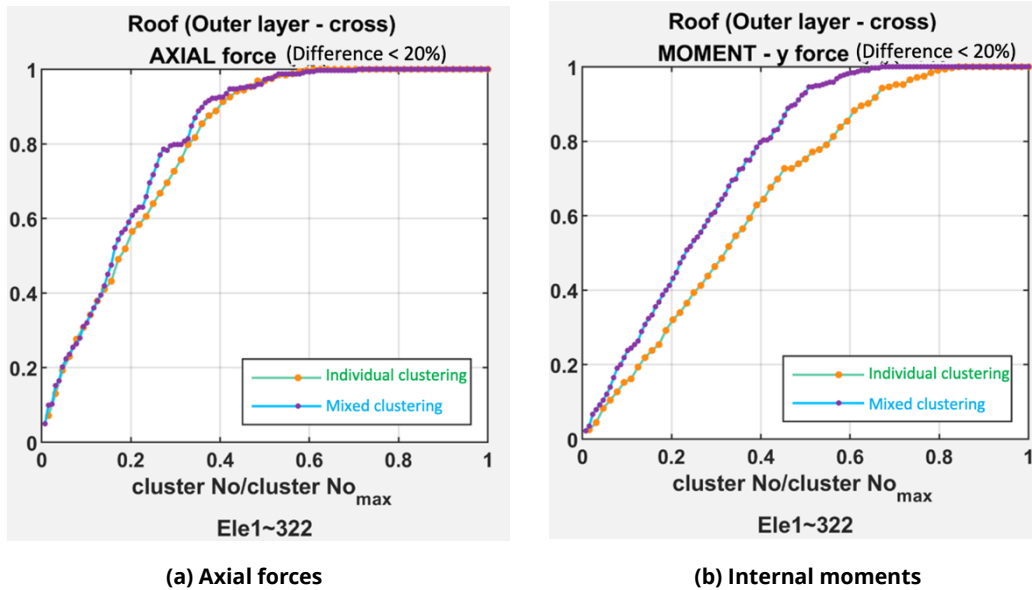 Roof (Outer layer - cross)
AXIAL force (Difference < 20%)
1
0.8
0.6
0.4
0.2
0
0 0.2 0.4 0.6 0.8 1
Individual clustering
Mixed clustering
cluster No/cluster No_max
Ele1~322
(a) Axial forces
Roof (Outer layer - cross)
MOMENT - y force (Difference < 20%)
1
0.8
0.6
0.4
0.2
0
0 0.2 0.4 0.6 0.8 1
Individual clustering
Mixed clustering
cluster No/cluster No_max
Ele1~322
(b) Internal moments